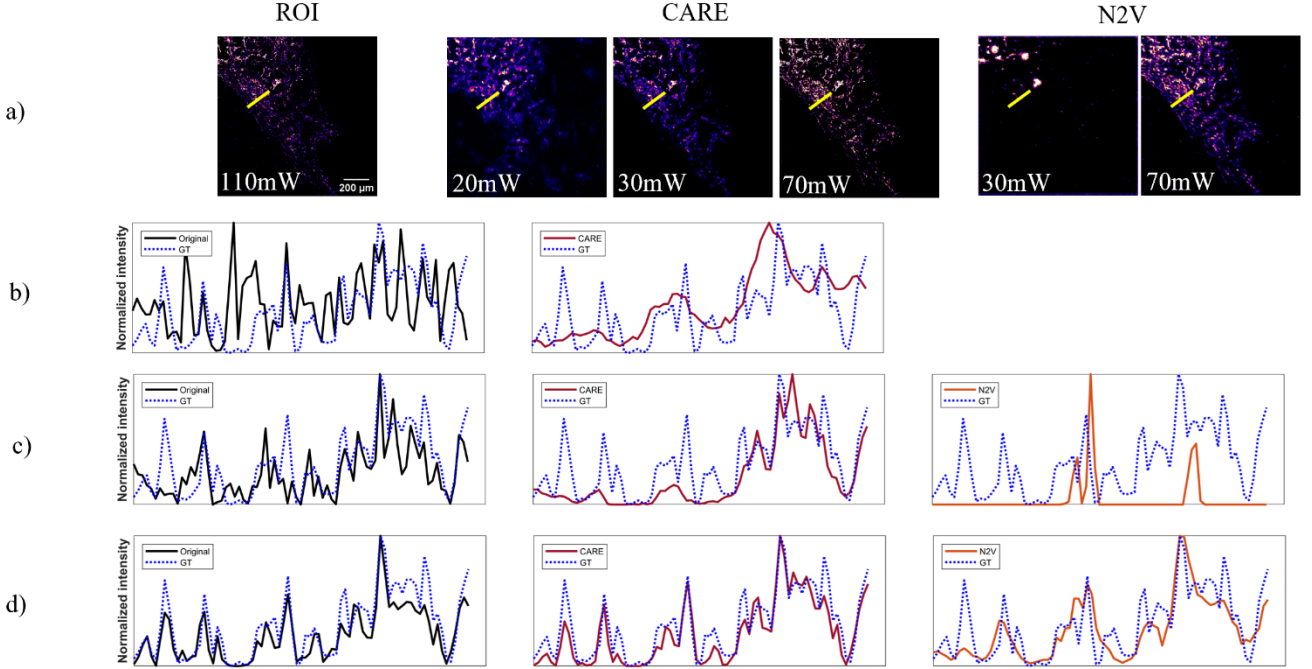 ROI CARE N2V
a)
110mW 200 μm 20mW 30mW 70mW 30mW 70mW
b)
Normalized intensity
Original
GT
CARE
GT
c)
Normalized intensity
Original
GT
CARE
GT
N2V
GT
d)
Normalized intensity
Original
GT
CARE
GT
N2V
GT